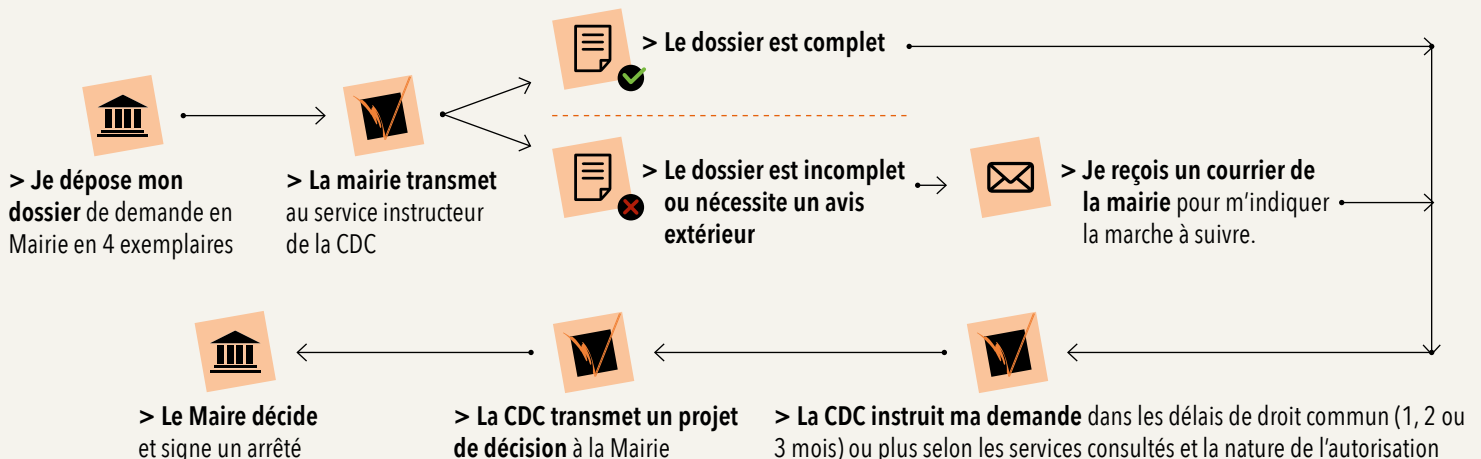 > Le dossier est complet
> Je dépose mon
dossier de demande en
Mairie en 4 exemplaires
> La mairie transmet
au service instructeur
de la CDC
> Le dossier est incomplet
ou nécessite un avis
extérieur
> Je reçois un courrier de
la mairie pour m’indiquer
la marche à suivre.
> Le Maire décide
et signe un arrêté
> La CDC transmet un projet
de décision à la Mairie
> La CDC instruit ma demande dans les délais de droit commun (1, 2 ou
3 mois) ou plus selon les services consultés et la nature de l’autorisation